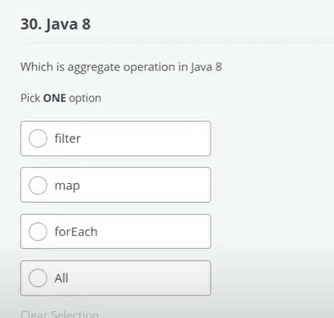 30. Java 8
Which is aggregate operation in Java 8
Pick ONE option
filter
map
forEach
All
Clear Selection